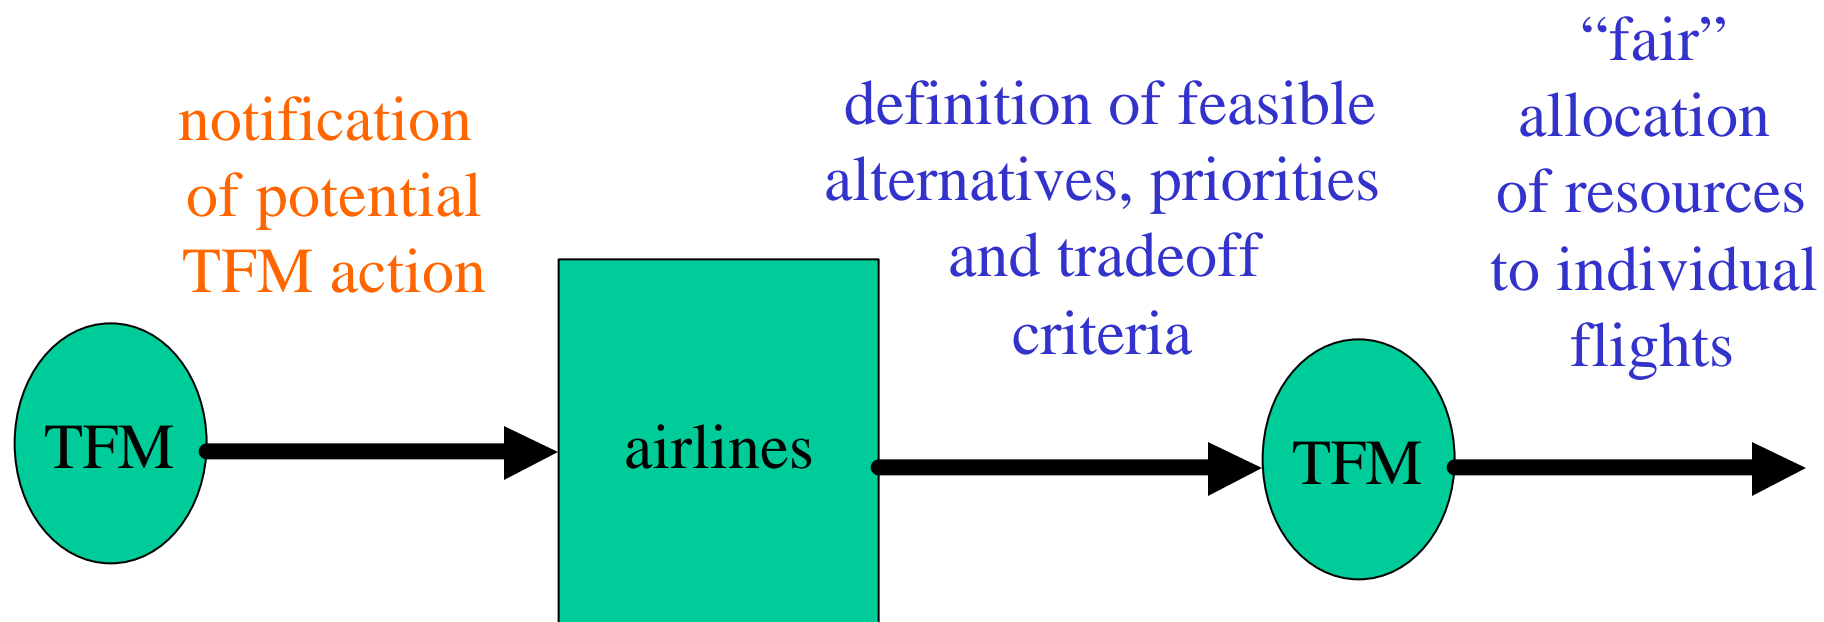 notification
of potential
TFM action
TFM
airlines
definition of feasible
alternatives, priorities
and tradeoff
criteria
TFM
“fair”
allocation
of resources
to individual
flights